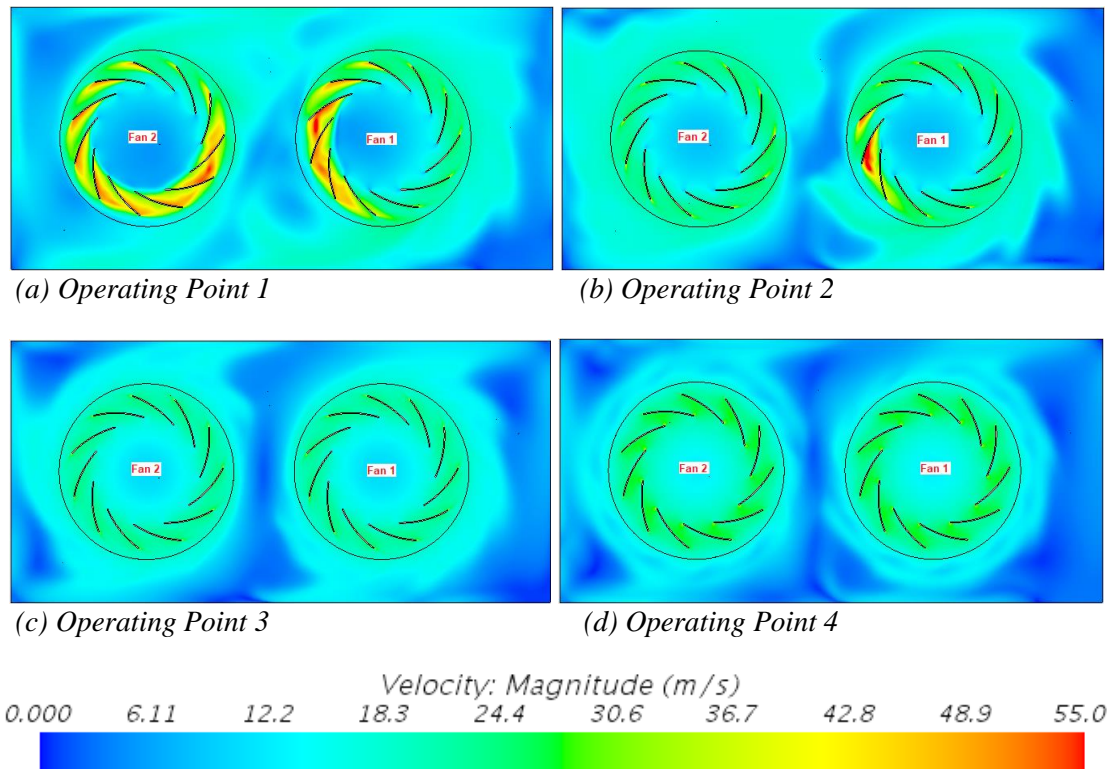 Fan 2
Fan 1
Fan 2
Fan 1
(a) Operating Point 1
(b) Operating Point 2
Fan 2
Fan 1
Fan 2
Fan 1
(c) Operating Point 3
(d) Operating Point 4
Velocity: Magnitude (m/s)
0.000 6.11 12.2 18.3 24.4 30.6 36.7 42.8 48.9 55.0